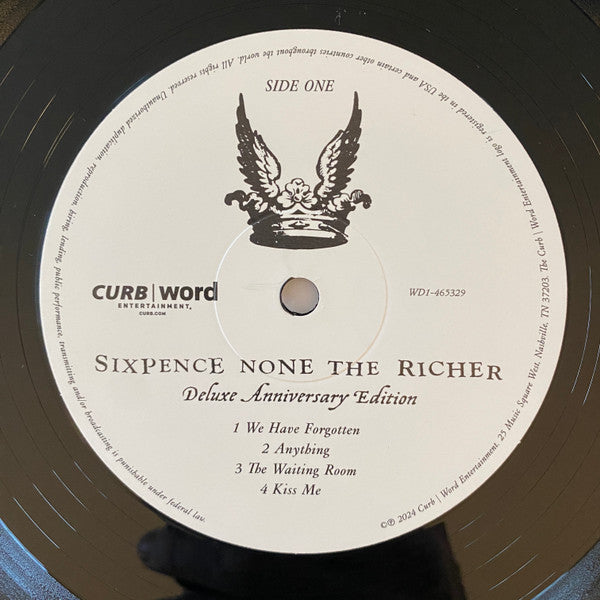 SIDE ONE
CURB | Word
ENTERTAINMENT.
CURB.COM
WD1-465329
SIXPENCE NONE THE RICHER
Deluxe Anniversary Edition
1 We Have Forgotten
2 Anything
3 The Waiting Room
4 Kiss Me
©℗ 2024 Curb | Word Entertainment. 25 Music Square West, Nashville, TN 37203. The Curb | Word Entertainment logo is registered in the USA and certain other countries throughout the world. All rights reserved. Unauthorized duplication, reproduction, hiring, lending, public performance, transmitting and/or broadcasting is punishable under federal law.